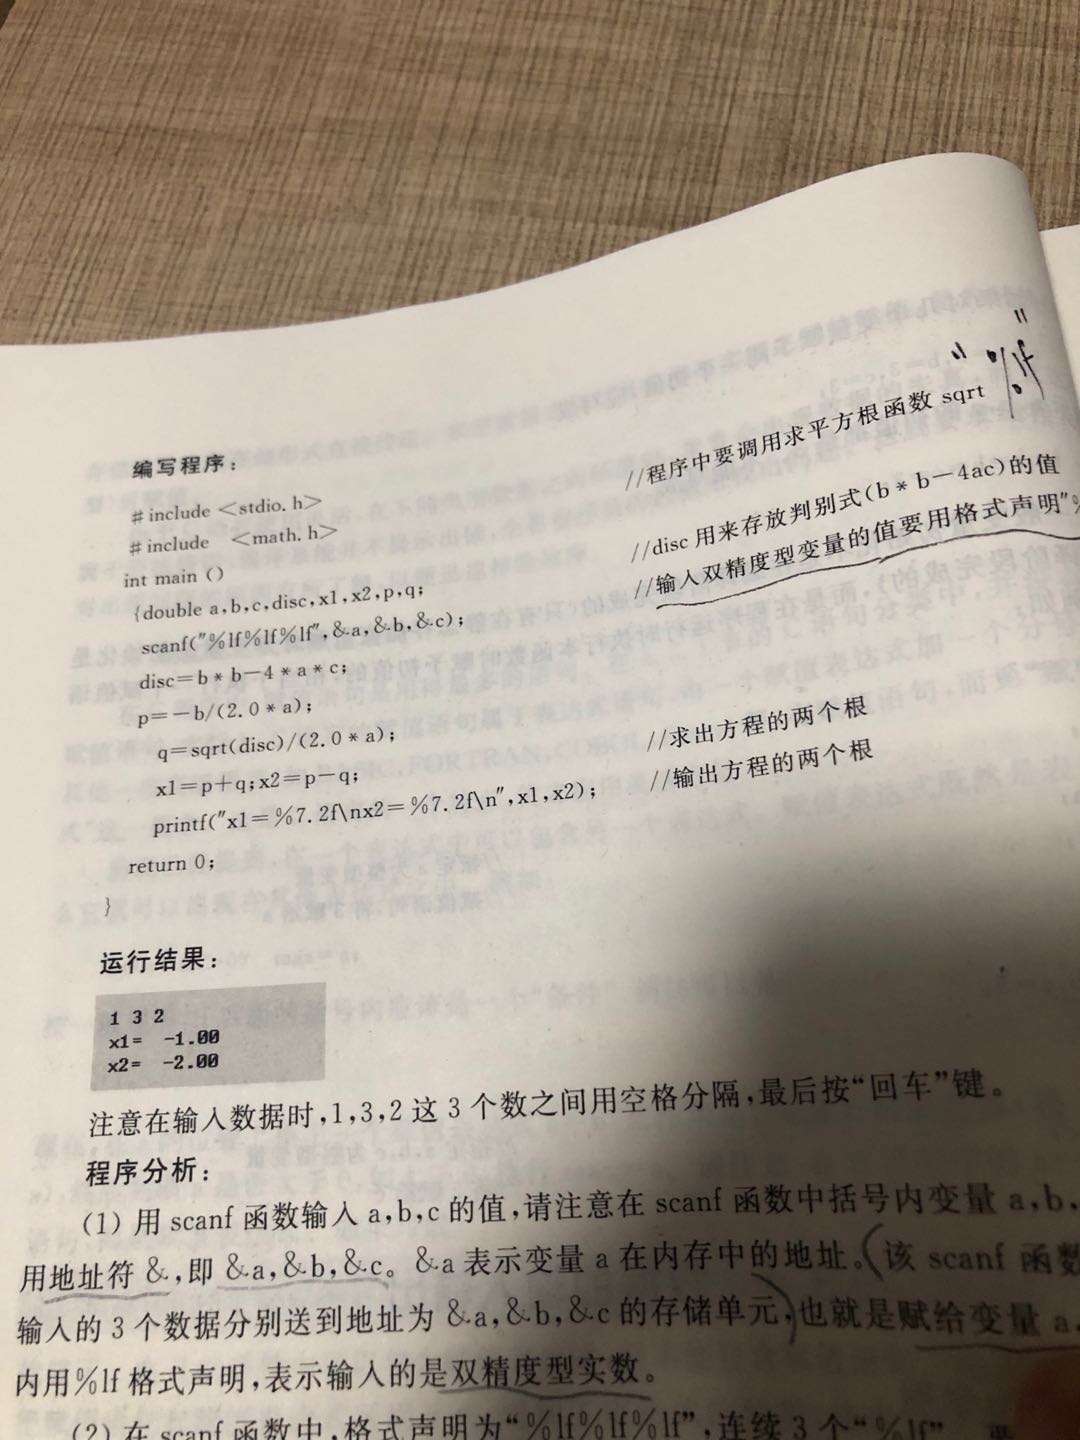 "%lf"
编写程序：
#include <stdio.h>
#include <math.h> //程序中要调用求平方根函数 sqrt
int main ()
{double a,b,c,disc,x1,x2,p,q; //disc 用来存放判别式(b*b-4ac)的值
scanf("%lf%lf%lf",&a,&b,&c); //输入双精度型变量的值要用格式声明"%
disc=b*b-4*a*c;
p=-b/(2.0*a);
q=sqrt(disc)/(2.0*a);
x1=p+q;x2=p-q; //求出方程的两个根
printf("x1=%7.2f\nx2=%7.2f\n",x1,x2); //输出方程的两个根
return 0;
}
运行结果：
1 3 2
x1= -1.00
x2= -2.00
注意在输入数据时,1,3,2 这 3 个数之间用空格分隔,最后按“回车”键。
程序分析：
(1) 用 scanf 函数输入 a,b,c 的值,请注意在 scanf 函数中括号内变量 a,b,
用地址符 &,即 &a,&b,&c。&a 表示变量 a 在内存中的地址。(该 scanf 函数
输入的 3 个数据分别送到地址为 &a,&b,&c 的存储单元,)也就是赋给变量 a,
内用%lf 格式声明,表示输入的是双精度型实数。
(2) 在 scanf 函数中,格式声明为“%lf%lf%lf”,连续 3 个“%lf”